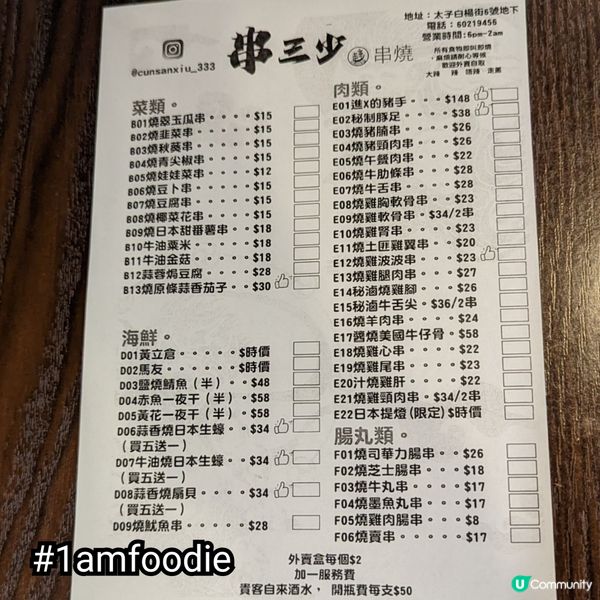 地址：太子白楊街6號地下
電話：60219456
營業時間：6pm-2am
@cunsanxiu_333
串三少 串燒
所有食物即叫即燒
麻煩請耐心等候
歡迎外賣自取
大辣 辣 唔辣 走蔥
菜類。
B01燒翠玉瓜串·····$15
B02燒韭菜串·····$15
B03燒秋葵串·····$15
B04燒青尖椒串····$15
B05燒娃娃菜串····$12
B06燒豆卜串·····$15
B07燒豆腐串·····$15
B08燒椰菜花串····$15
B09燒日本甜番薯串··$18
B10牛油粟米·····$18
B11牛油金菇·····$18
B12蒜蓉焗豆腐····$28
B13燒原條蒜香茄子··$30
海鮮。
D01黃立倉·····$時價
D02馬友······$時價
D03鹽燒鯖魚（半）··$48
D04赤魚一夜干（半）·$58
D05黃花一夜干（半）·$58
D06蒜香燒日本生蠔··$34
（買五送一）
D07牛油燒日本生蠔··$34
（買五送一）
D08蒜香燒扇貝····$34
（買五送一）
D09燒魷魚串·····$28
肉類。
E01進X的豬手···$148
E02秘制豚足····$38
E03燒豬腩串····$26
E04燒豬頸肉串···$26
E05燒午餐肉串···$22
E06燒牛肋條串···$28
E07燒牛舌串····$28
E08燒雞胸軟骨串··$23
E09燒雞軟骨串··$34/2串
E10燒雞腎串····$23
E11燒土匪雞翼串··$20
E12燒雞波波串···$23
E13燒雞腿肉串···$27
E14秘滷燒雞腳···$26
E15秘滷牛舌尖··$36/2串
E16燒羊肉串····$24
E17醬燒美國牛仔骨·$58
E18燒雞心串····$22
E19燒雞尾串····$23
E20汁燒雞肝····$22
E21燒雞頸肉串··$34/2串
E22日本提燈(限定)$時價
腸丸類。
F01燒司華力腸串··$26
F02燒芝士腸串···$18
F03燒牛丸串····$17
F04燒墨魚丸串···$17
F05燒雞肉腸串···$8
F06燒賣串·····$17
外賣盒每個$2
加一服務費
貴客自來酒水，開瓶費每支$50
#1amfoodie
U Community